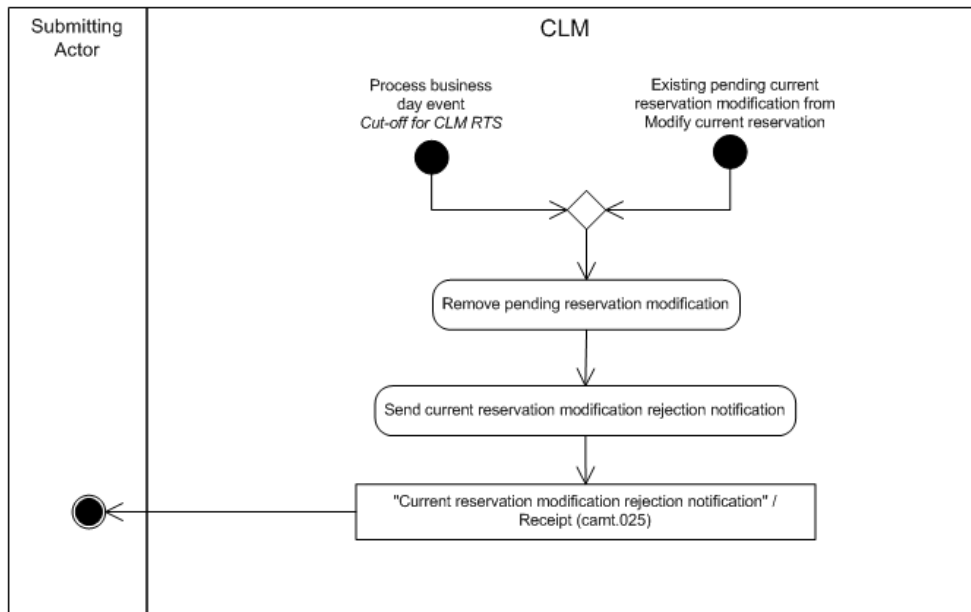 Submitting
Actor
CLM
Process business
day event
Cut-off for CLM RTS
Existing pending current
reservation modification from
Modify current reservation
Remove pending reservation modification
Send current reservation modification rejection notification
"Current reservation modification rejection notification" /
Receipt (camt.025)